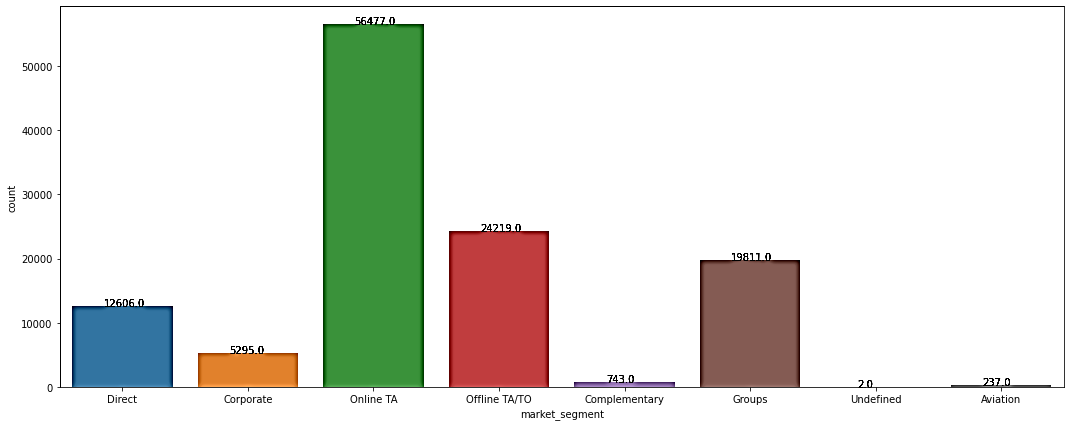 56477.0
50000
40000
30000
24219.0
20000
19811.0
12606.0
10000
5295.0
743.0
2.0
237.0
0
count
Direct
Corporate
Online TA
Offline TA/TO
Complementary
Groups
Undefined
Aviation
market_segment